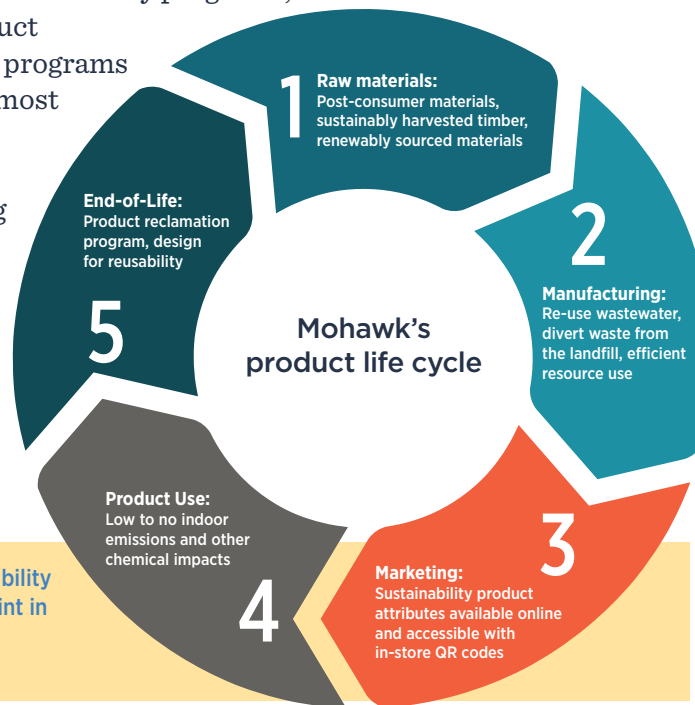 programs
most
1
Raw materials:
Post-consumer materials,
sustainably harvested timber,
renewably sourced materials
2
Manufacturing:
Re-use wastewater,
divert waste from
the landfill, efficient
resource use
3
Marketing:
Sustainability product
attributes available online
and accessible with
in-store QR codes
4
Product Use:
Low to no indoor
emissions and other
chemical impacts
5
End-of-Life:
Product reclamation
program, design
for reusability
Mohawk's
product life cycle
in